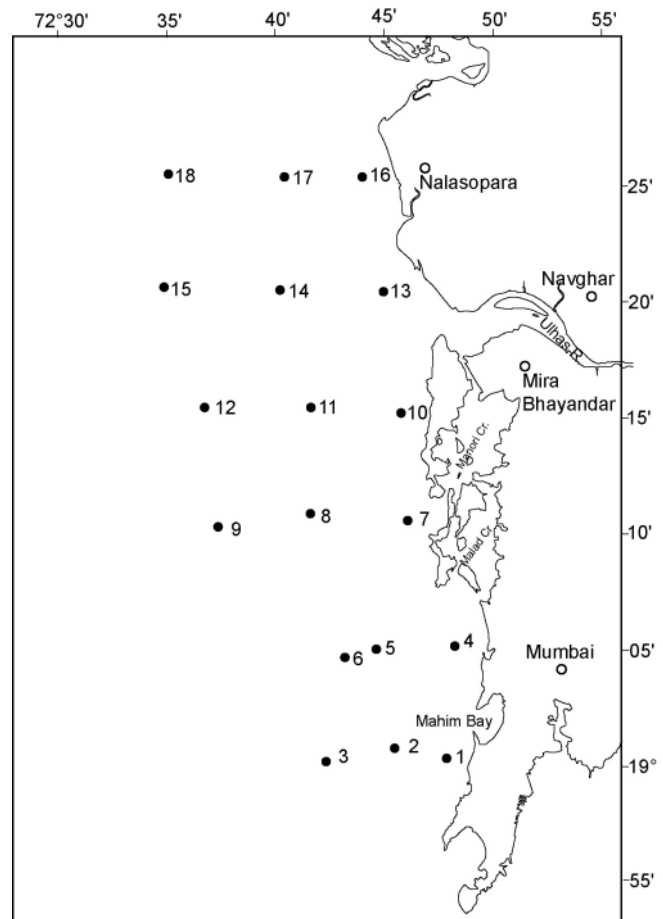 72°30' 35' 40' 45' 50' 55'
18 17 16
Nalasopara
25'
15 14 13
Navghar
20'
Ulhas R.
Mira
Bhayandar
12 11 10
15'
Manori Cr.
9 8 7
10'
Malad Cr.
6 5 4
05'
Mumbai
Mahim Bay
3 2 1
19°
55'